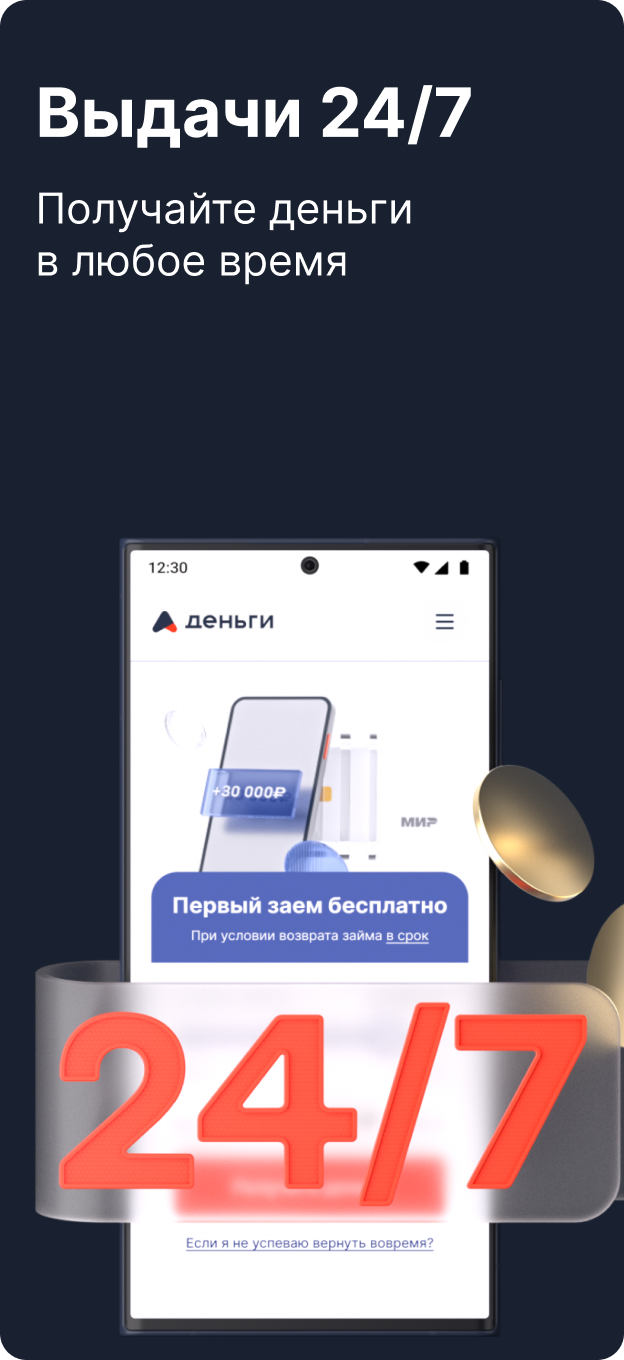 Выдачи 24/7
Получайте деньги
в любое время
12:30
деньги
+30 000₽
МИР
Первый заем бесплатно
При условии возврата займа в срок
24/7
Если я не успеваю вернуть вовремя?